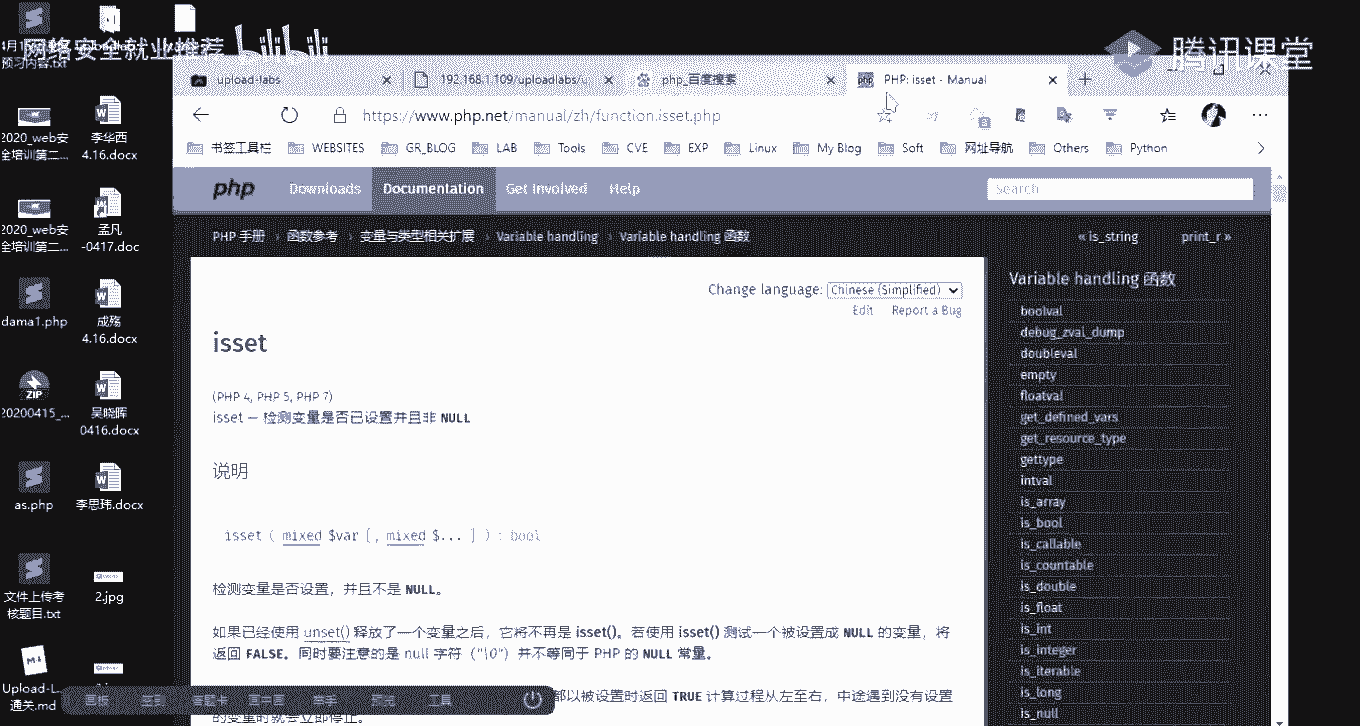 网络安全就业推荐
bilibili
腾讯课堂
预习内容.txt
upload-labs
192.168.1.109/uploadlabs/u
php_百度搜索
PHP: isset - Manual
https://www.php.net/manual/zh/function.isset.php
书签工具栏
WEBSITES
GR_BLOG
LAB
Tools
CVE
EXP
Linux
My Blog
Soft
网址导航
Others
Python
2020_web安
全培训第二...
李华西
4.16.docx
2020_web安
全培训第二...
孟凡
-0417.doc
dama1.php
成殇
4.16.docx
ZIP
20200415_...
吴晓晖
0416.docx
as.php
李思玮.docx
文件上传考
核题目.txt
2.jpg
Upload-L...
通关.md
php
Downloads
Documentation
Get Involved
Help
Search
PHP 手册 › 函数参考 › 变量与类型相关扩展 › Variable handling › Variable handling 函数
« is_string
print_r »
Change language: Chinese (Simplified)
Edit Report a Bug
isset
(PHP 4, PHP 5, PHP 7)
isset — 检测变量是否已设置并且非 NULL
说明
isset ( mixed $var [, mixed $... ] ) : bool
检测变量是否设置，并且不是 NULL。
如果已经使用 unset() 释放了一个变量之后，它将不再是 isset()。若使用 isset() 测试一个被设置成 NULL 的变量，将
返回 FALSE。同时要注意的是 null 字符（"\0"）并不等同于 PHP 的 NULL 常量。
都以被设置时返回 TRUE 计算过程从左至右，中途遇到没有设置
的变量时就会立即停止。
Variable handling 函数
boolval
debug_zval_dump
doubleval
empty
floatval
get_defined_vars
get_resource_type
gettype
intval
is_array
is_bool
is_callable
is_countable
is_double
is_float
is_int
is_integer
is_iterable
is_long
is_null
画板
签到
答题卡
画中画
举手
预览
工具